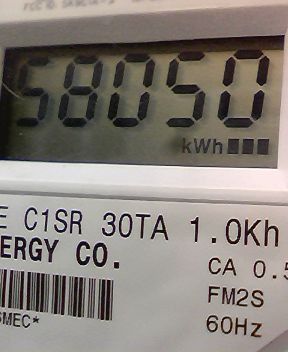 58050
kWh
E C1SR 30TA 1.0Kh
ERGY CO.
CA 0.5
FM2S
SMEC*
60Hz